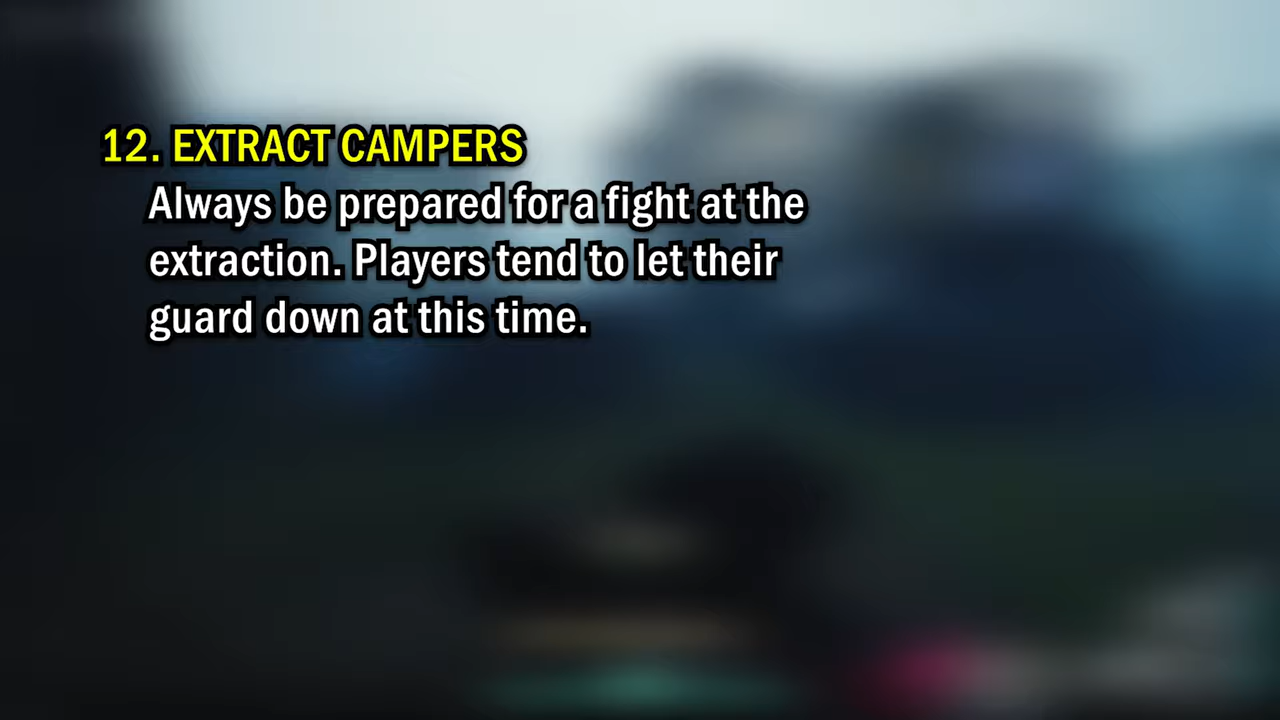 12. EXTRACT CAMPERS
Always be prepared for a fight at the
extraction. Players tend to let their
guard down at this time.